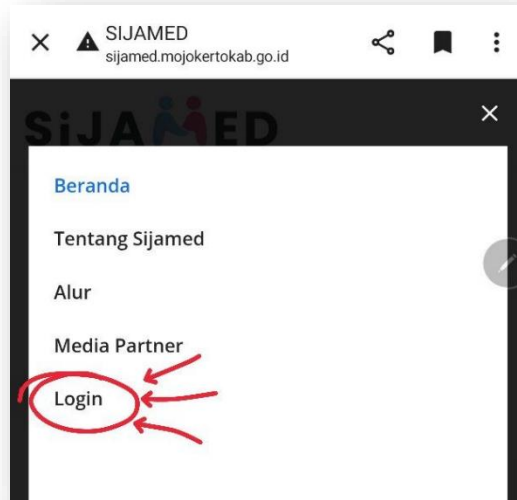 SIJAMED
sijamed.mojokertokab.go.id
SiJAMED
Beranda
Tentang Sijamed
Alur
Media Partner
Login